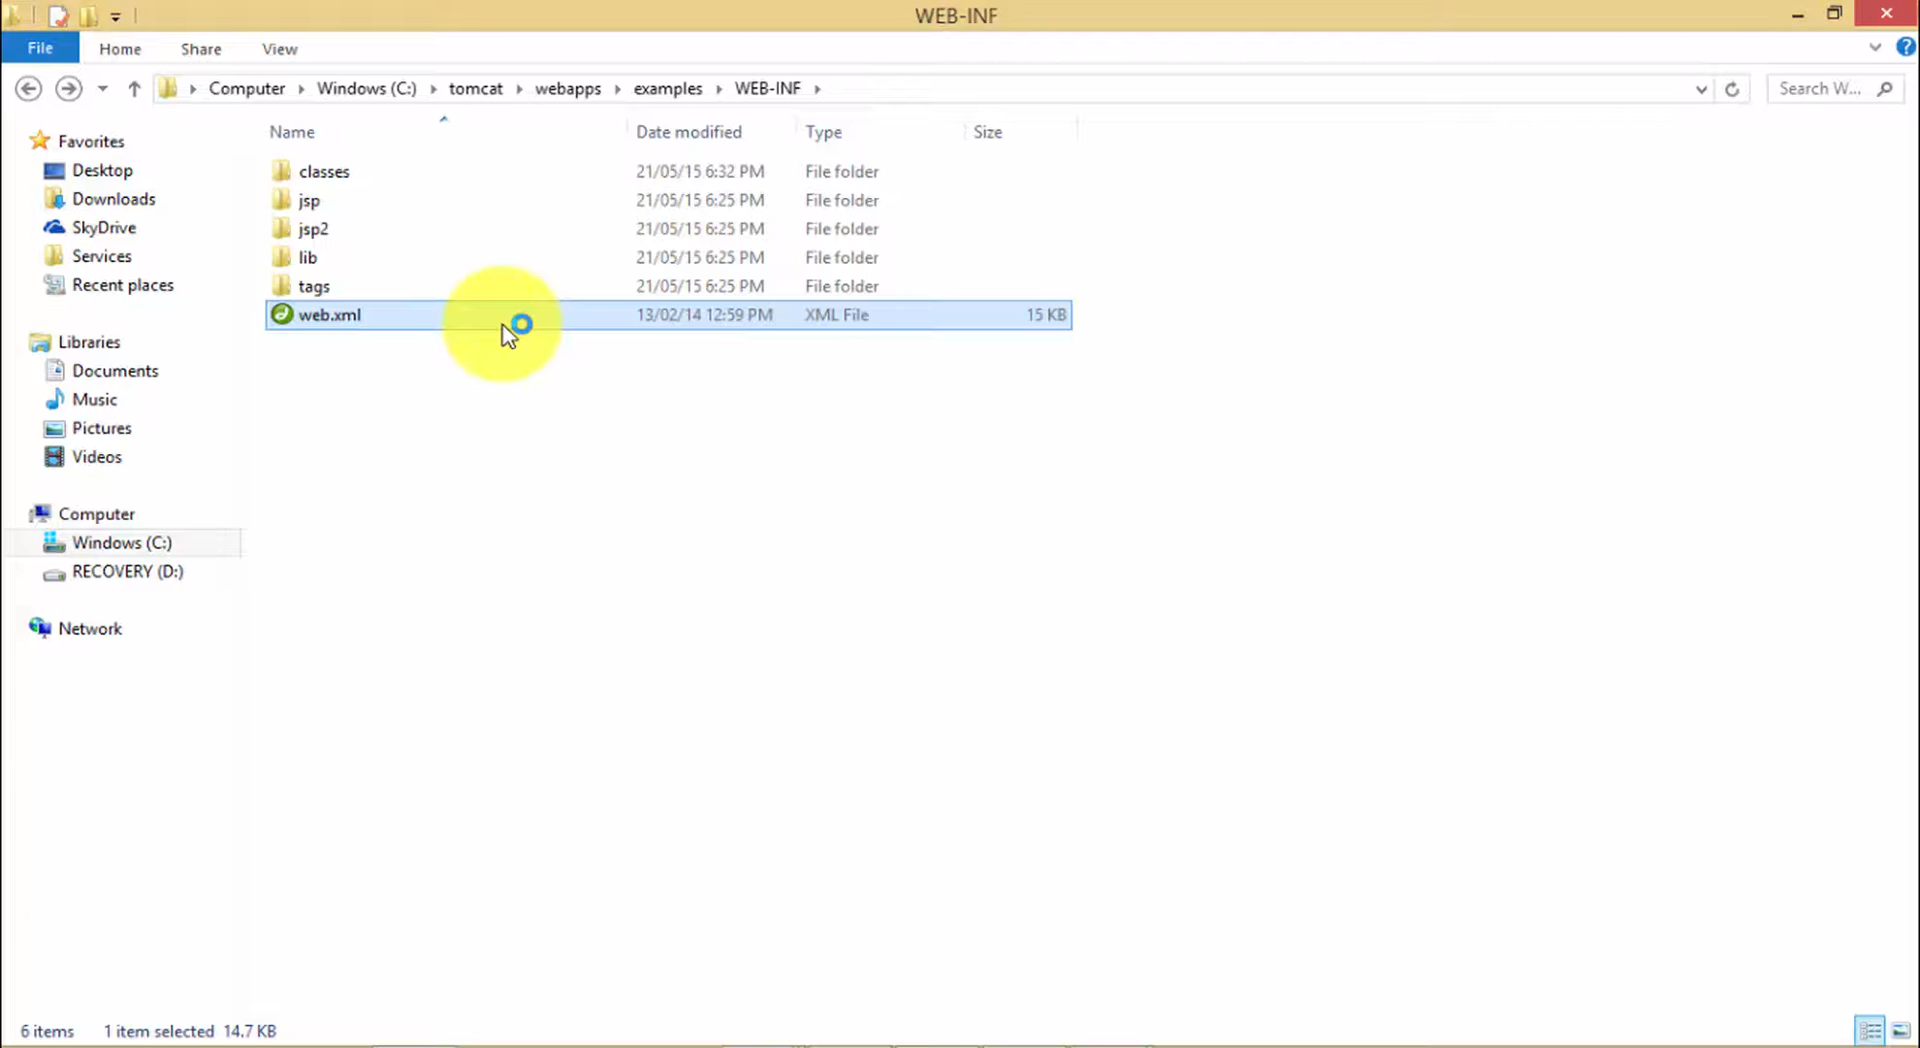 WEB-INF
File Home Share View
Computer Windows (C:) tomcat webapps examples WEB-INF Search W...
Name Date modified Type Size
Favorites
Desktop
Downloads
SkyDrive
Services
Recent places
Libraries
Documents
Music
Pictures
Videos
Computer
Windows (C:)
RECOVERY (D:)
Network
classes 21/05/15 6:32 PM File folder
jsp 21/05/15 6:25 PM File folder
jsp2 21/05/15 6:25 PM File folder
lib 21/05/15 6:25 PM File folder
tags 21/05/15 6:25 PM File folder
web.xml 13/02/14 12:59 PM XML File 15 KB
6 items 1 item selected 14.7 KB